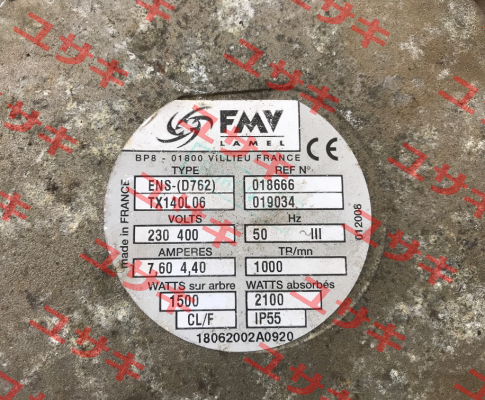 FMV
LAMEL
BP8 - 01800 VILLIEU FRANCE
CE
TYPE REF N°
ENS-(D762) 018666
TX140L06 019034
VOLTS Hz
230 400 50 III
AMPERES TR/mn
7,60 4,40 1000
WATTS sur arbre WATTS absorbés
1500 2100
CL/F IP55
18062002A0920
made in FRANCE
012008
ユサキ
ユサキ
ユサキ
ユサキ
ユサキ
ユサキ
ユサキ
ユサキ
ユサキ